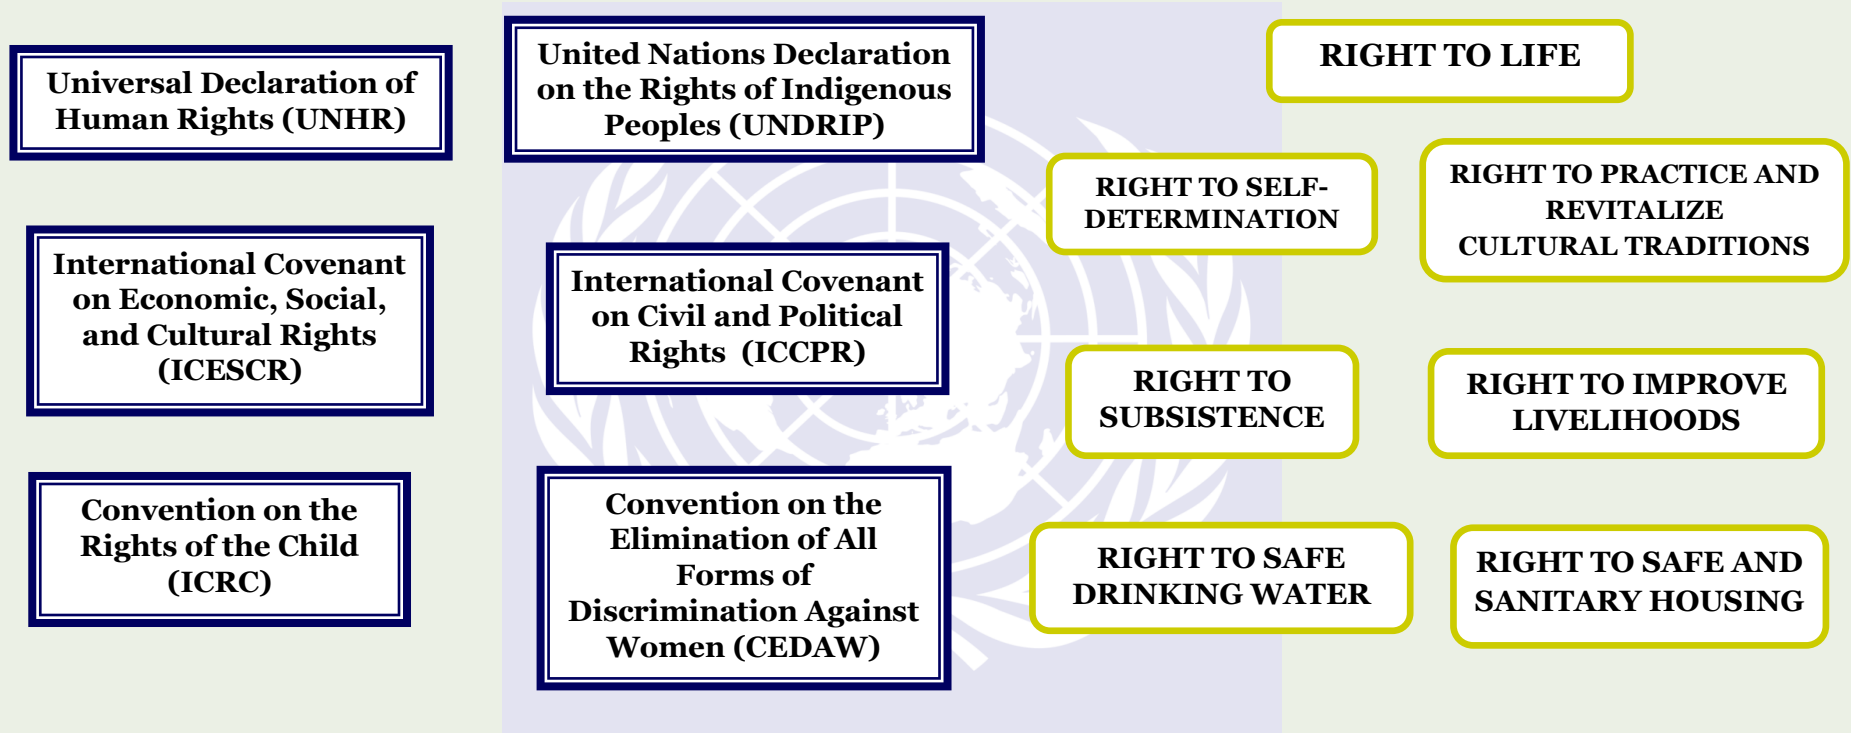 Universal Declaration of
Human Rights (UNHR)
International Covenant
on Economic, Social,
and Cultural Rights
(ICESCR)
Convention on the
Rights of the Child
(ICRC)
United Nations Declaration
on the Rights of Indigenous
Peoples (UNDRIP)
International Covenant
on Civil and Political
Rights (ICCPR)
Convention on the
Elimination of All
Forms of
Discrimination Against
Women (CEDAW)
RIGHT TO LIFE
RIGHT TO SELF-
DETERMINATION
RIGHT TO PRACTICE AND
REVITALIZE
CULTURAL TRADITIONS
RIGHT TO
SUBSISTENCE
RIGHT TO IMPROVE
LIVELIHOODS
RIGHT TO SAFE
DRINKING WATER
RIGHT TO SAFE AND
SANITARY HOUSING